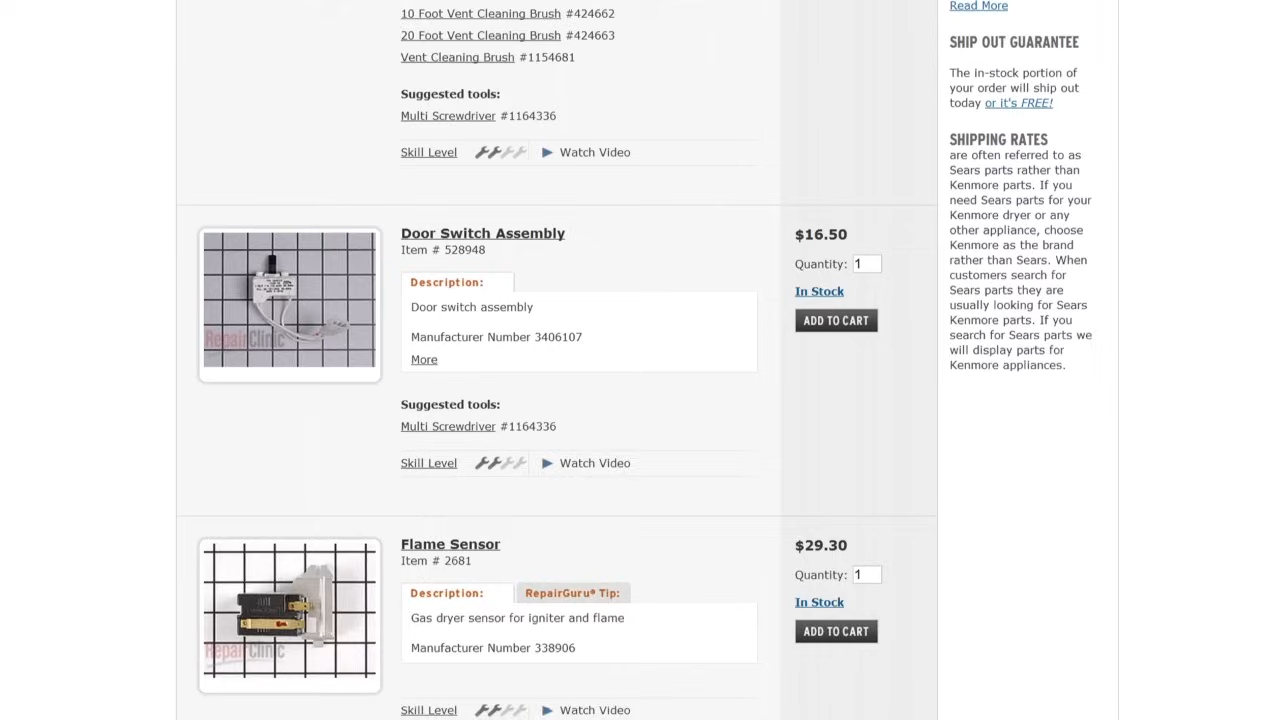 10 Foot Vent Cleaning Brush #424662
20 Foot Vent Cleaning Brush #424663
Vent Cleaning Brush #1154681
Suggested tools:
Multi Screwdriver #1164336
Skill Level Watch Video
Door Switch Assembly
Item # 528948
Description:
Door switch assembly
Manufacturer Number 3406107
More
Suggested tools:
Multi Screwdriver #1164336
Skill Level Watch Video
RepairClinic
$16.50
Quantity: 1
In Stock
ADD TO CART
Flame Sensor
Item # 2681
Description: RepairGuru® Tip:
Gas dryer sensor for igniter and flame
Manufacturer Number 338906
Skill Level Watch Video
RepairClinic
$29.30
Quantity: 1
In Stock
ADD TO CART
Read More
SHIP OUT GUARANTEE
The in-stock portion of
your order will ship out
today or it's FREE!
SHIPPING RATES
are often referred to as
Sears parts rather than
Kenmore parts. If you
need Sears parts for your
Kenmore dryer or any
other appliance, choose
Kenmore as the brand
rather than Sears. When
customers search for
Sears parts they are
usually looking for Sears
Kenmore parts. If you
search for Sears parts we
will display parts for
Kenmore appliances.